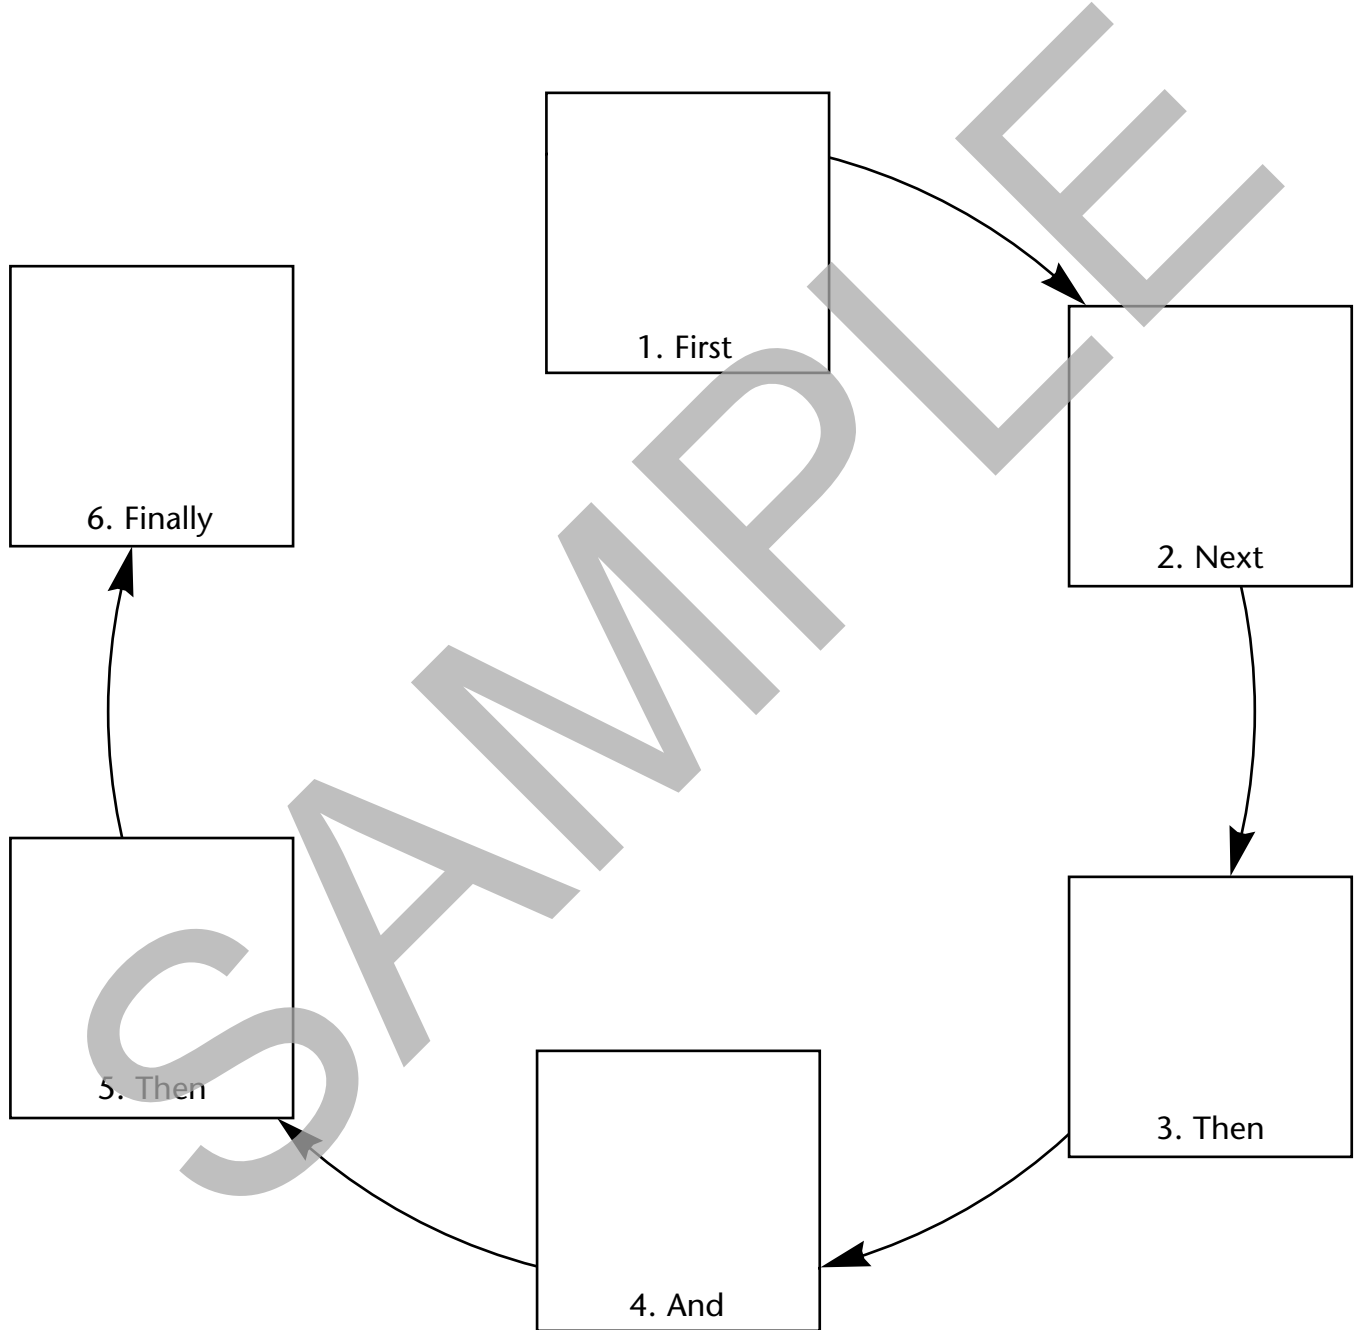 1. First
2. Next
3. Then
4. And
5. Then
6. Finally
SAMPLE